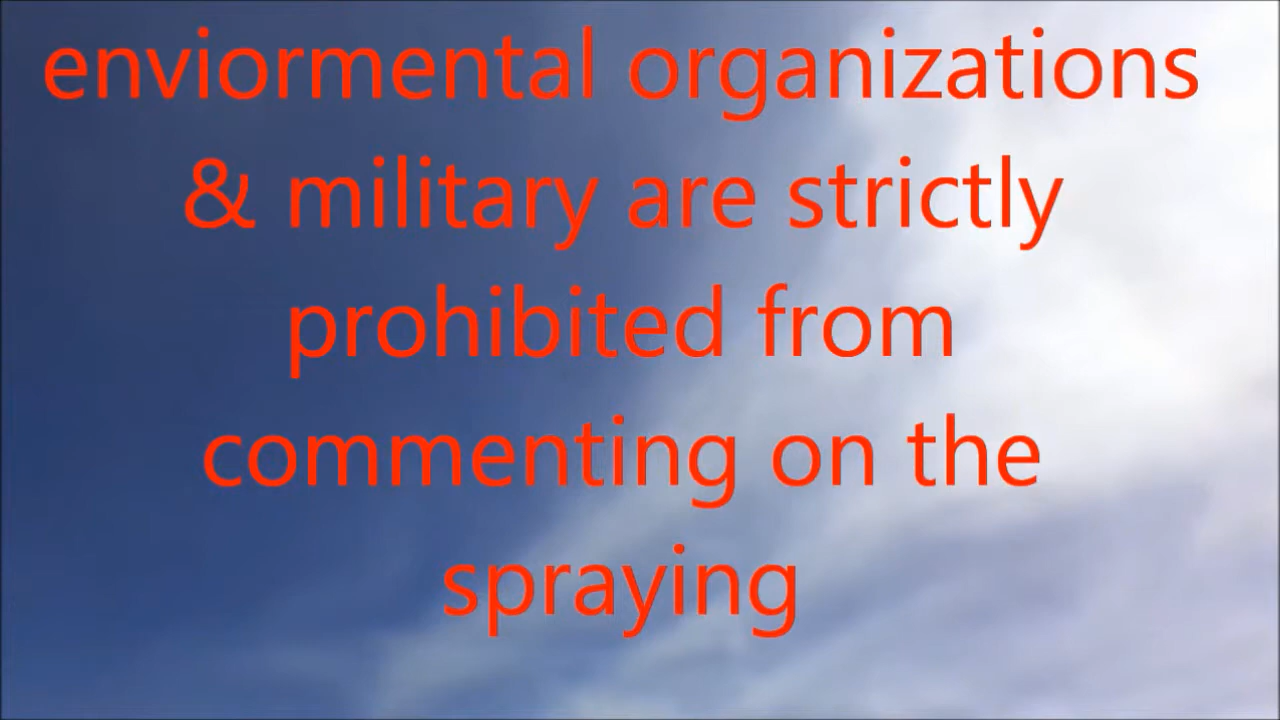 enviormental organizations
& military are strictly
prohibited from
commenting on the
spraying